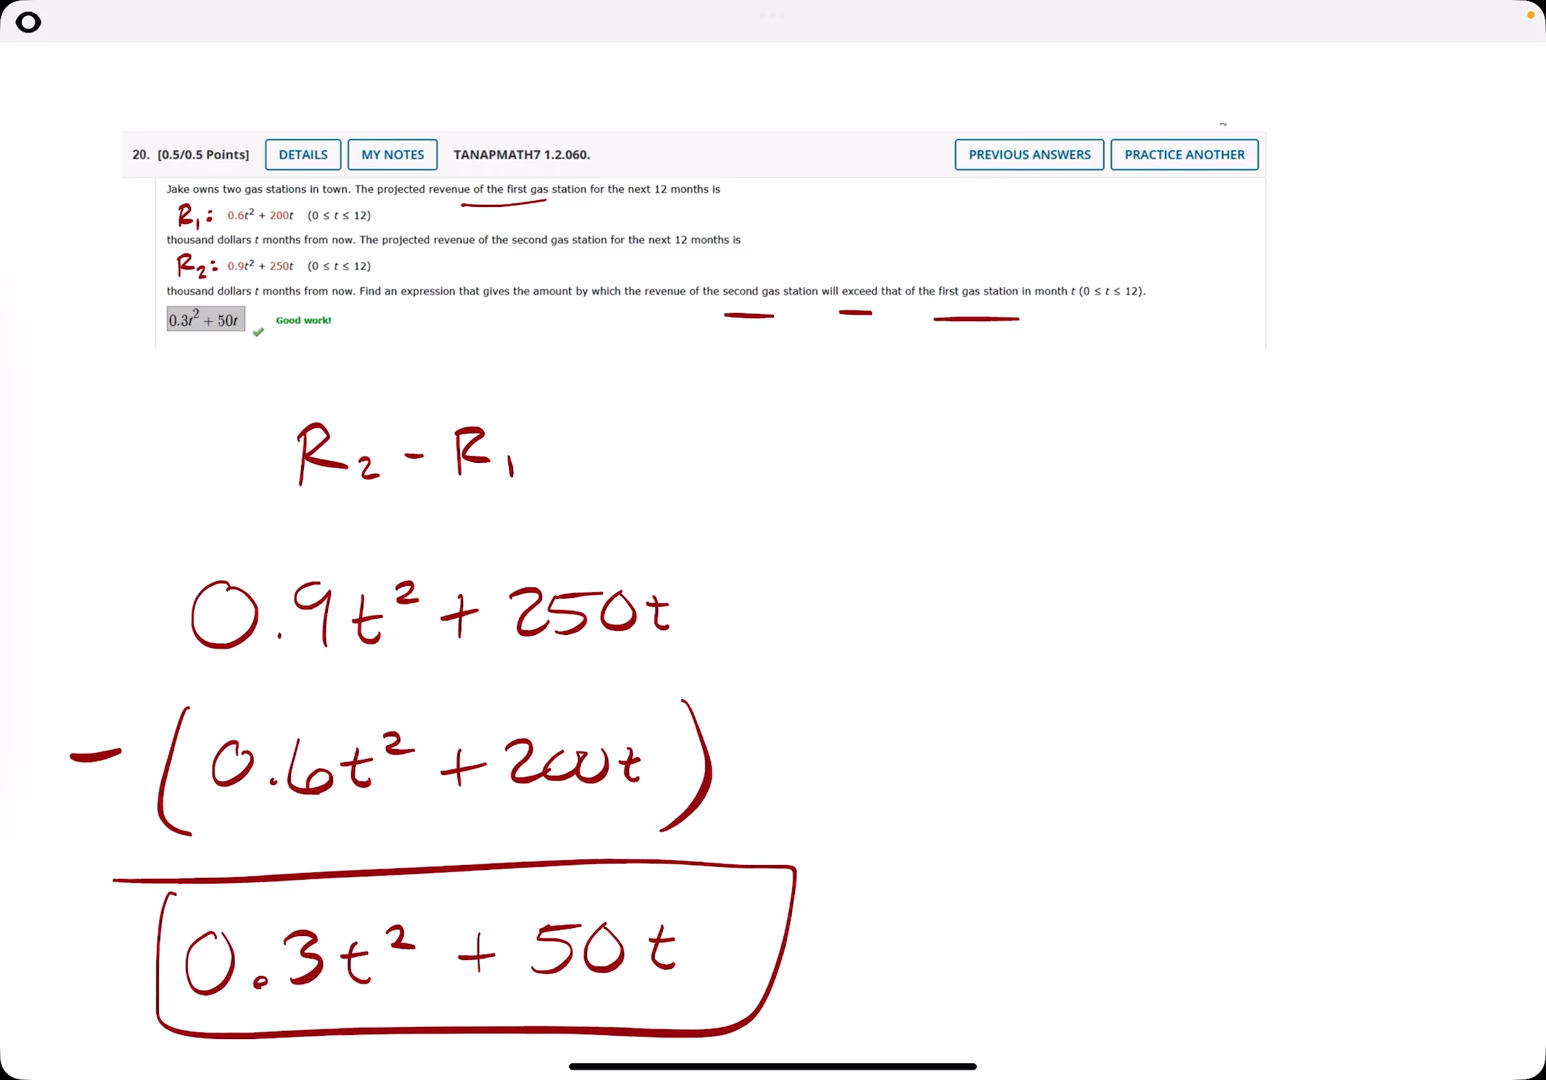 20. [0.5/0.5 Points] DETAILS MY NOTES TANAPMATH7 1.2.060. PREVIOUS ANSWERS PRACTICE ANOTHER
Jake owns two gas stations in town. The projected revenue of the first gas station for the next 12 months is
R₁: 0.6t² + 200t (0 ≤ t ≤ 12)
thousand dollars t months from now. The projected revenue of the second gas station for the next 12 months is
R₂: 0.9t² + 250t (0 ≤ t ≤ 12)
thousand dollars t months from now. Find an expression that gives the amount by which the revenue of the second gas station will exceed that of the first gas station in month t (0 ≤ t ≤ 12).
0.3t² + 50t Good work!
R₂ - R₁
0.9t² + 250t
- (0.6t² + 200t)
0.3t² + 50t